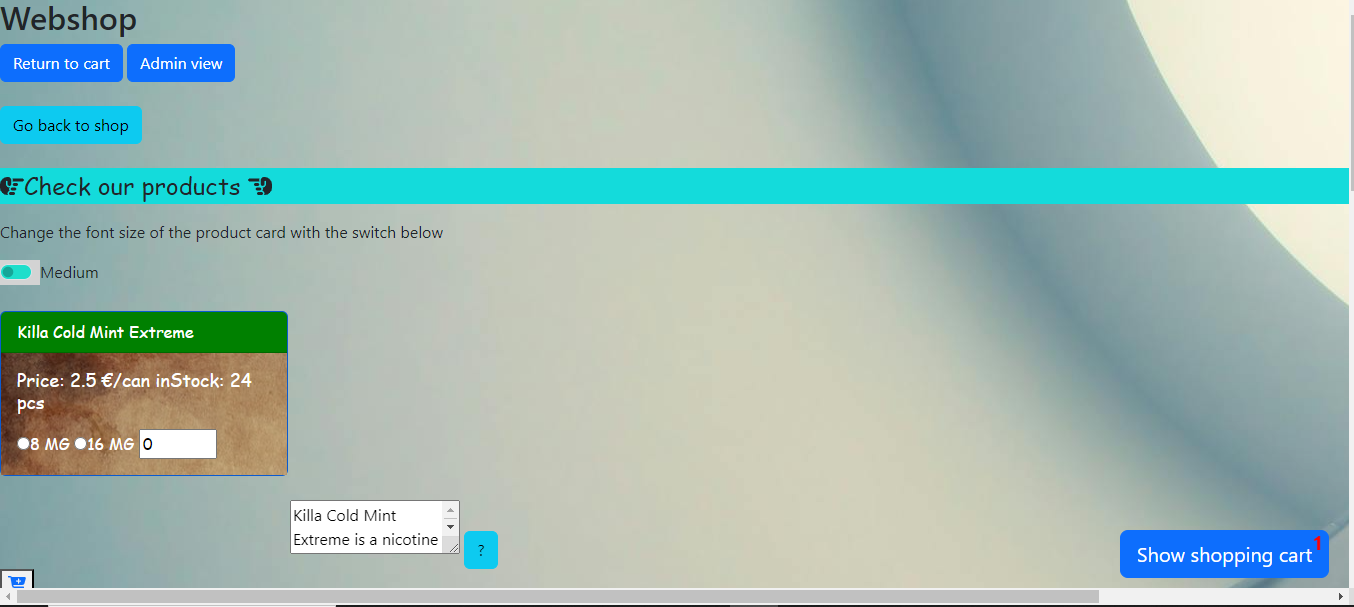 Webshop
Return to cart Admin view
Go back to shop
Check our products
Change the font size of the product card with the switch below
Medium
Killa Cold Mint Extreme
Price: 2.5 €/can inStock: 24
pcs
8 MG 16 MG 0
Killa Cold Mint
Extreme is a nicotine
?
Show shopping cart 1